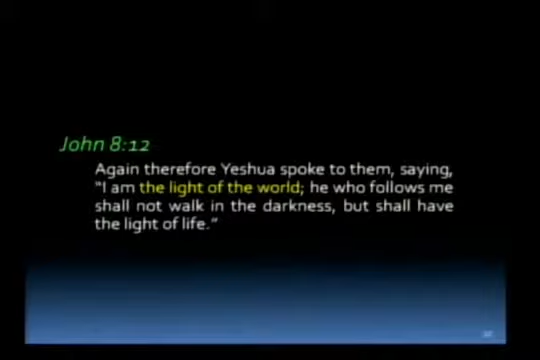 John 8:12
Again therefore Yeshua spoke to them, saying,
“I am the light of the world; he who follows me
shall not walk in the darkness, but shall have
the light of life.”